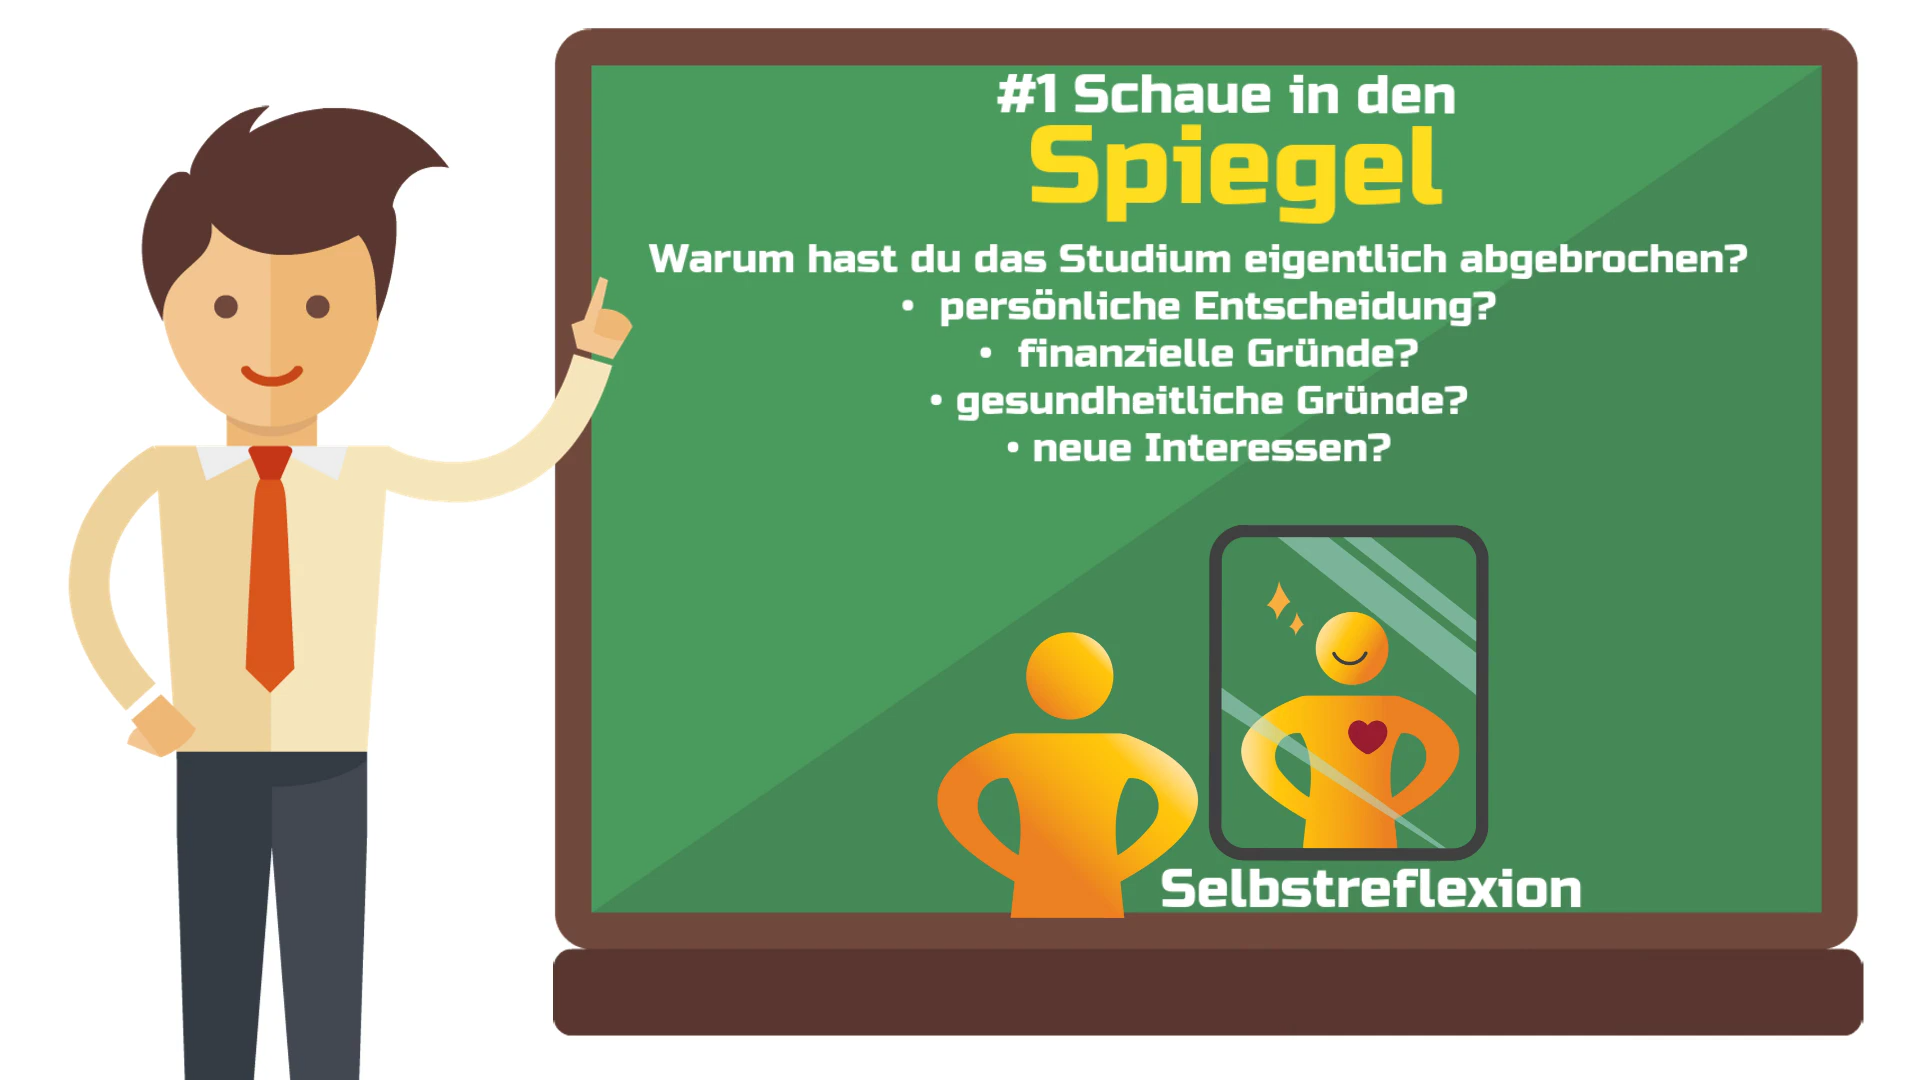 #1 Schaue in den
Spiegel
Warum hast du das Studium eigentlich abgebrochen?
• persönliche Entscheidung?
• finanzielle Gründe?
• gesundheitliche Gründe?
• neue Interessen?
Selbstreflexion